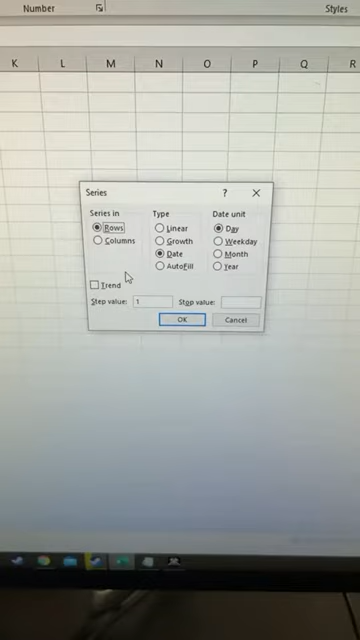 Number Styles
K L M N O P Q R
Series ? ×
Series in Type Date unit
Rows Linear Day
Columns Growth Weekday
Date Month
AutoFill Year
Trend
Step value: 1 Stop value:
OK Cancel